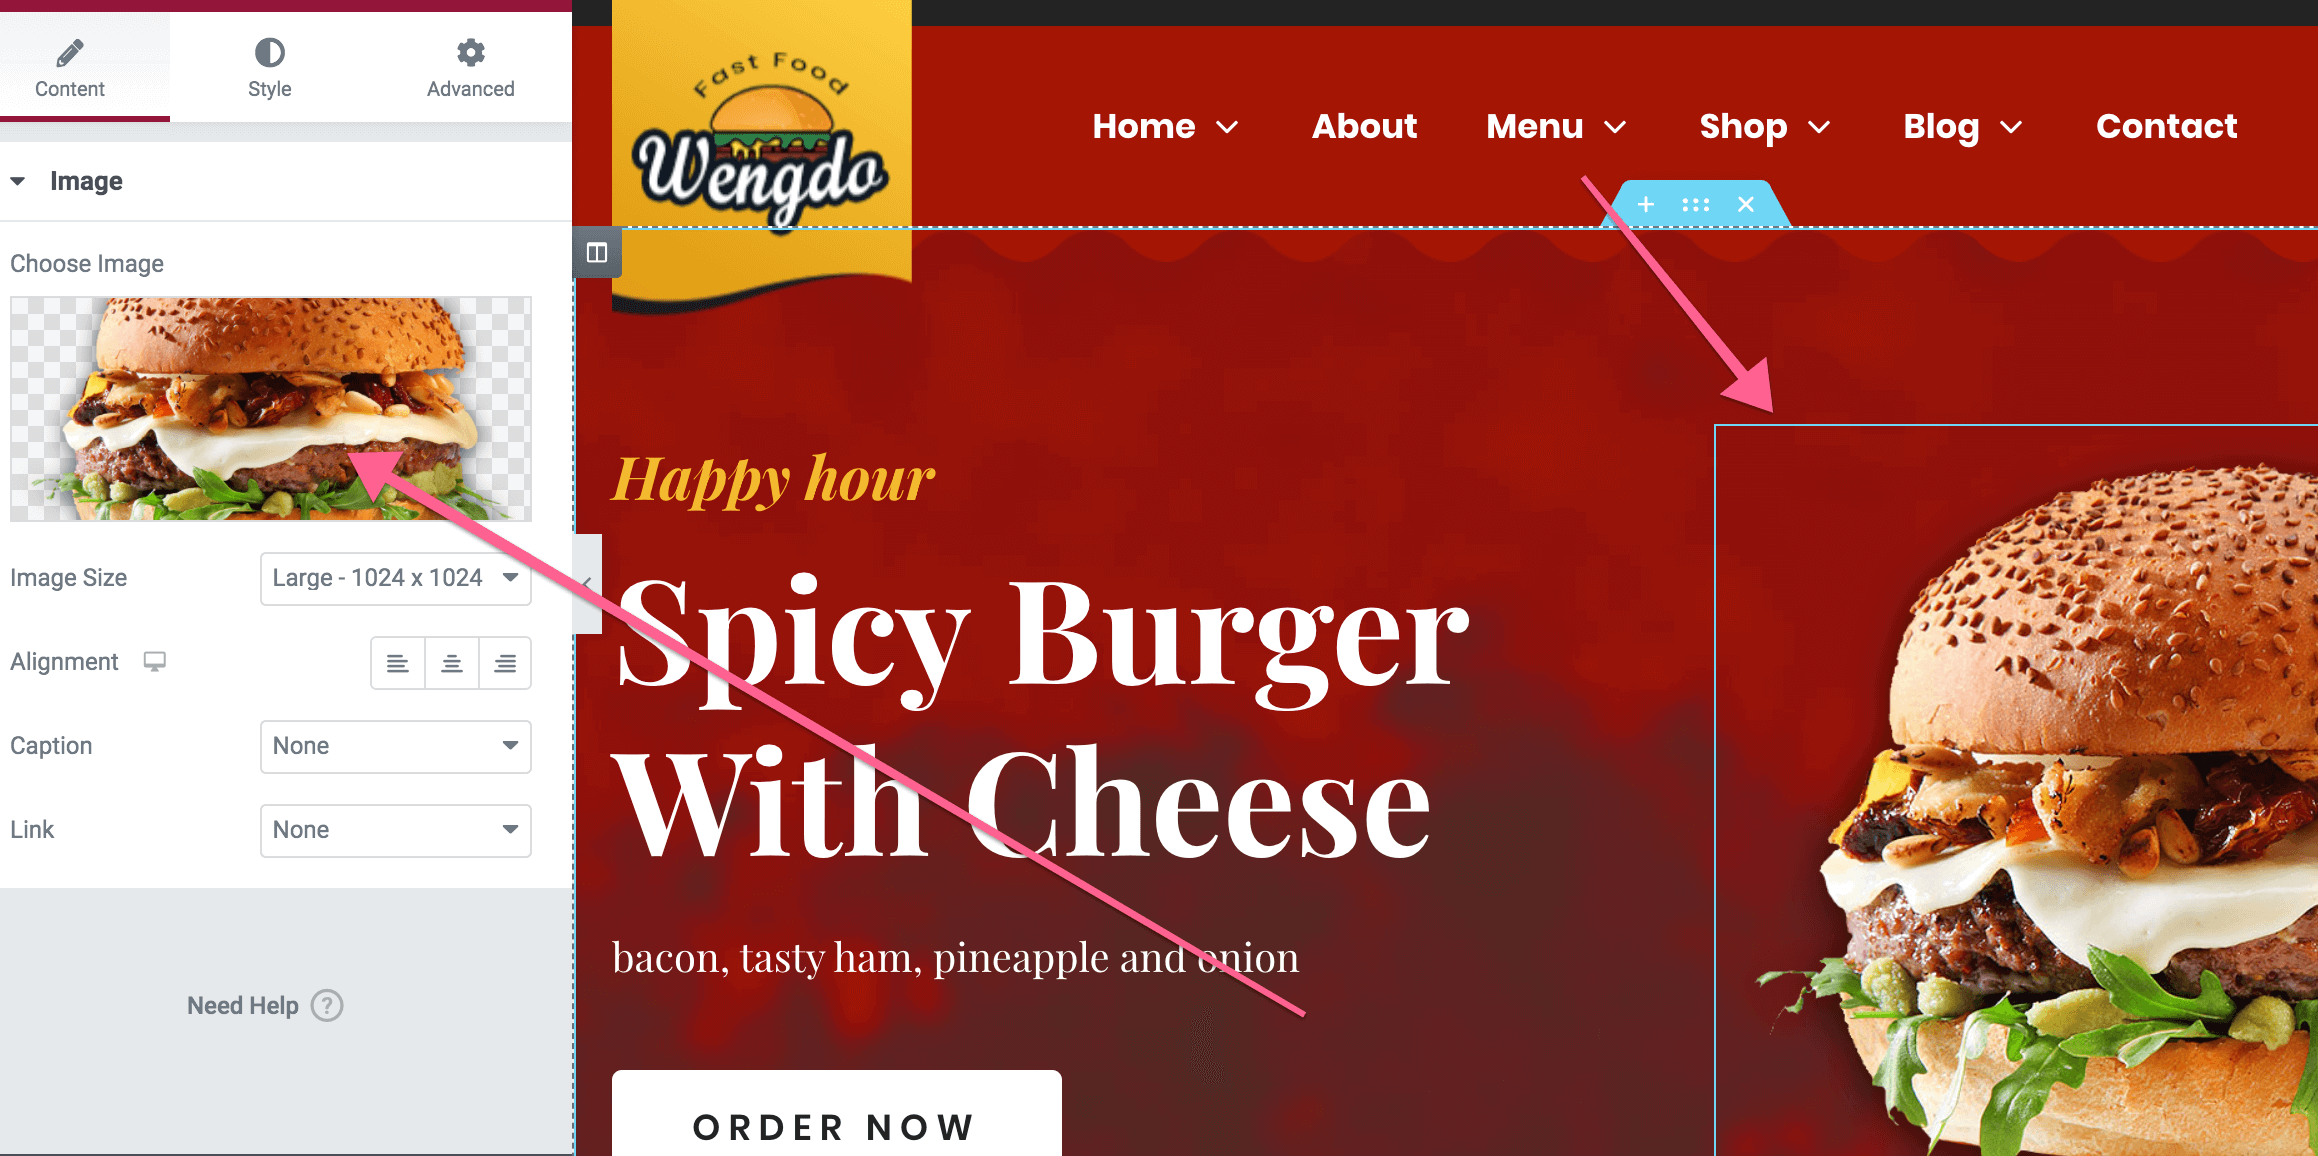 Content
Style
Advanced
Image
Choose Image
Image Size
Large - 1024 x 1024
Alignment
Caption
None
Link
None
Need Help ?
Fast Food
Wengdo
Home
About
Menu
Shop
Blog
Contact
Happy hour
Spicy Burger
With Cheese
bacon, tasty ham, pineapple and onion
ORDER NOW